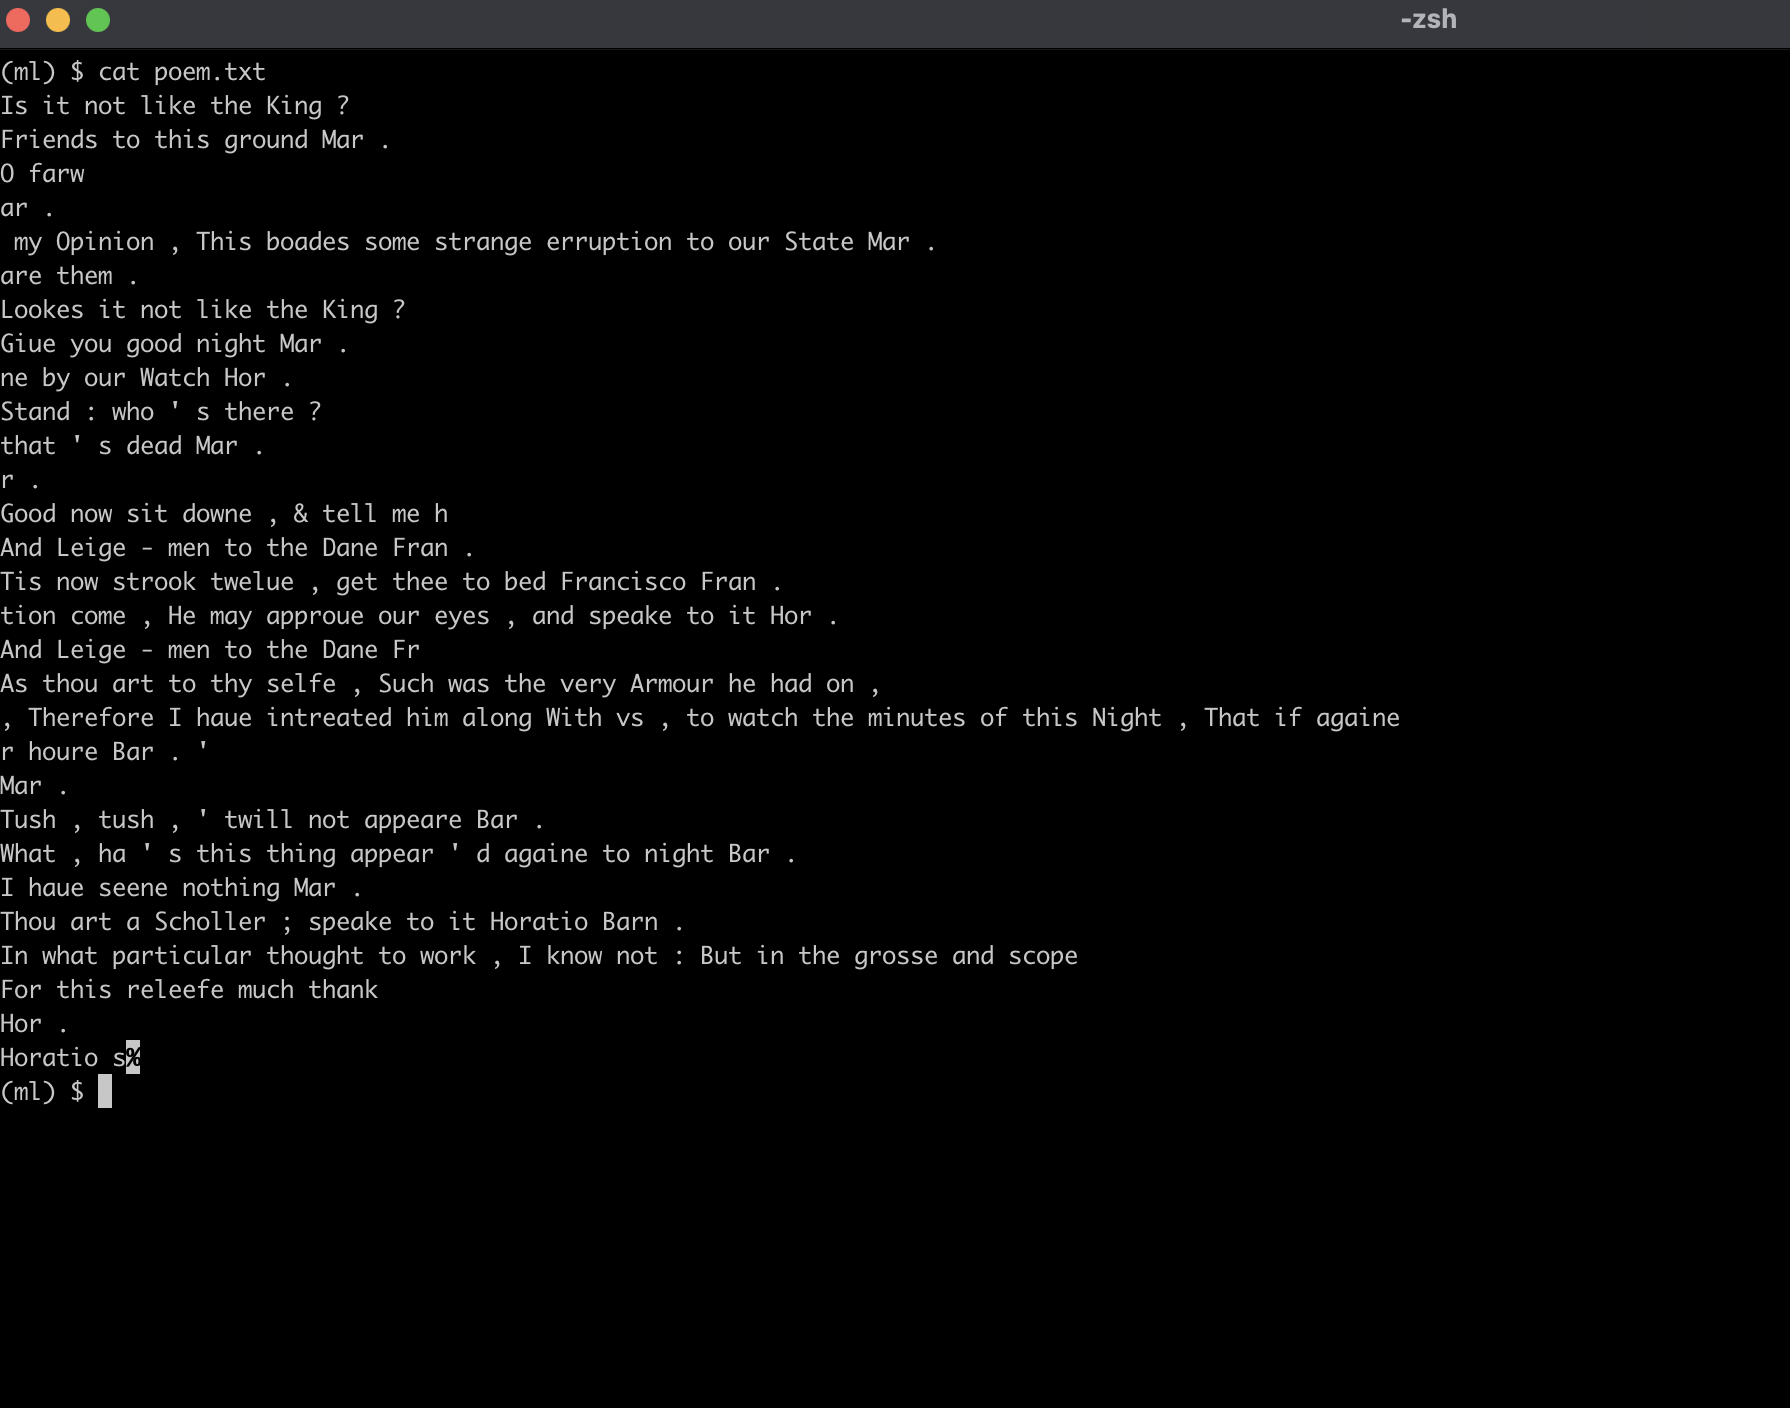 -zsh
(ml) $ cat poem.txt
Is it not like the King ?
Friends to this ground Mar .
O farw
ar .
 my Opinion , This boades some strange erruption to our State Mar .
are them .
Lookes it not like the King ?
Giue you good night Mar .
ne by our Watch Hor .
Stand : who ' s there ?
that ' s dead Mar .
r .
Good now sit downe , & tell me h
And Leige - men to the Dane Fran .
Tis now strook twelue , get thee to bed Francisco Fran .
tion come , He may approue our eyes , and speake to it Hor .
And Leige - men to the Dane Fr
As thou art to thy selfe , Such was the very Armour he had on ,
, Therefore I haue intreated him along With vs , to watch the minutes of this Night , That if againe
r houre Bar . '
Mar .
Tush , tush , ' twill not appeare Bar .
What , ha ' s this thing appear ' d againe to night Bar .
I haue seene nothing Mar .
Thou art a Scholler ; speake to it Horatio Barn .
In what particular thought to work , I know not : But in the grosse and scope
For this releefe much thank
Hor .
Horatio s%
(ml) $